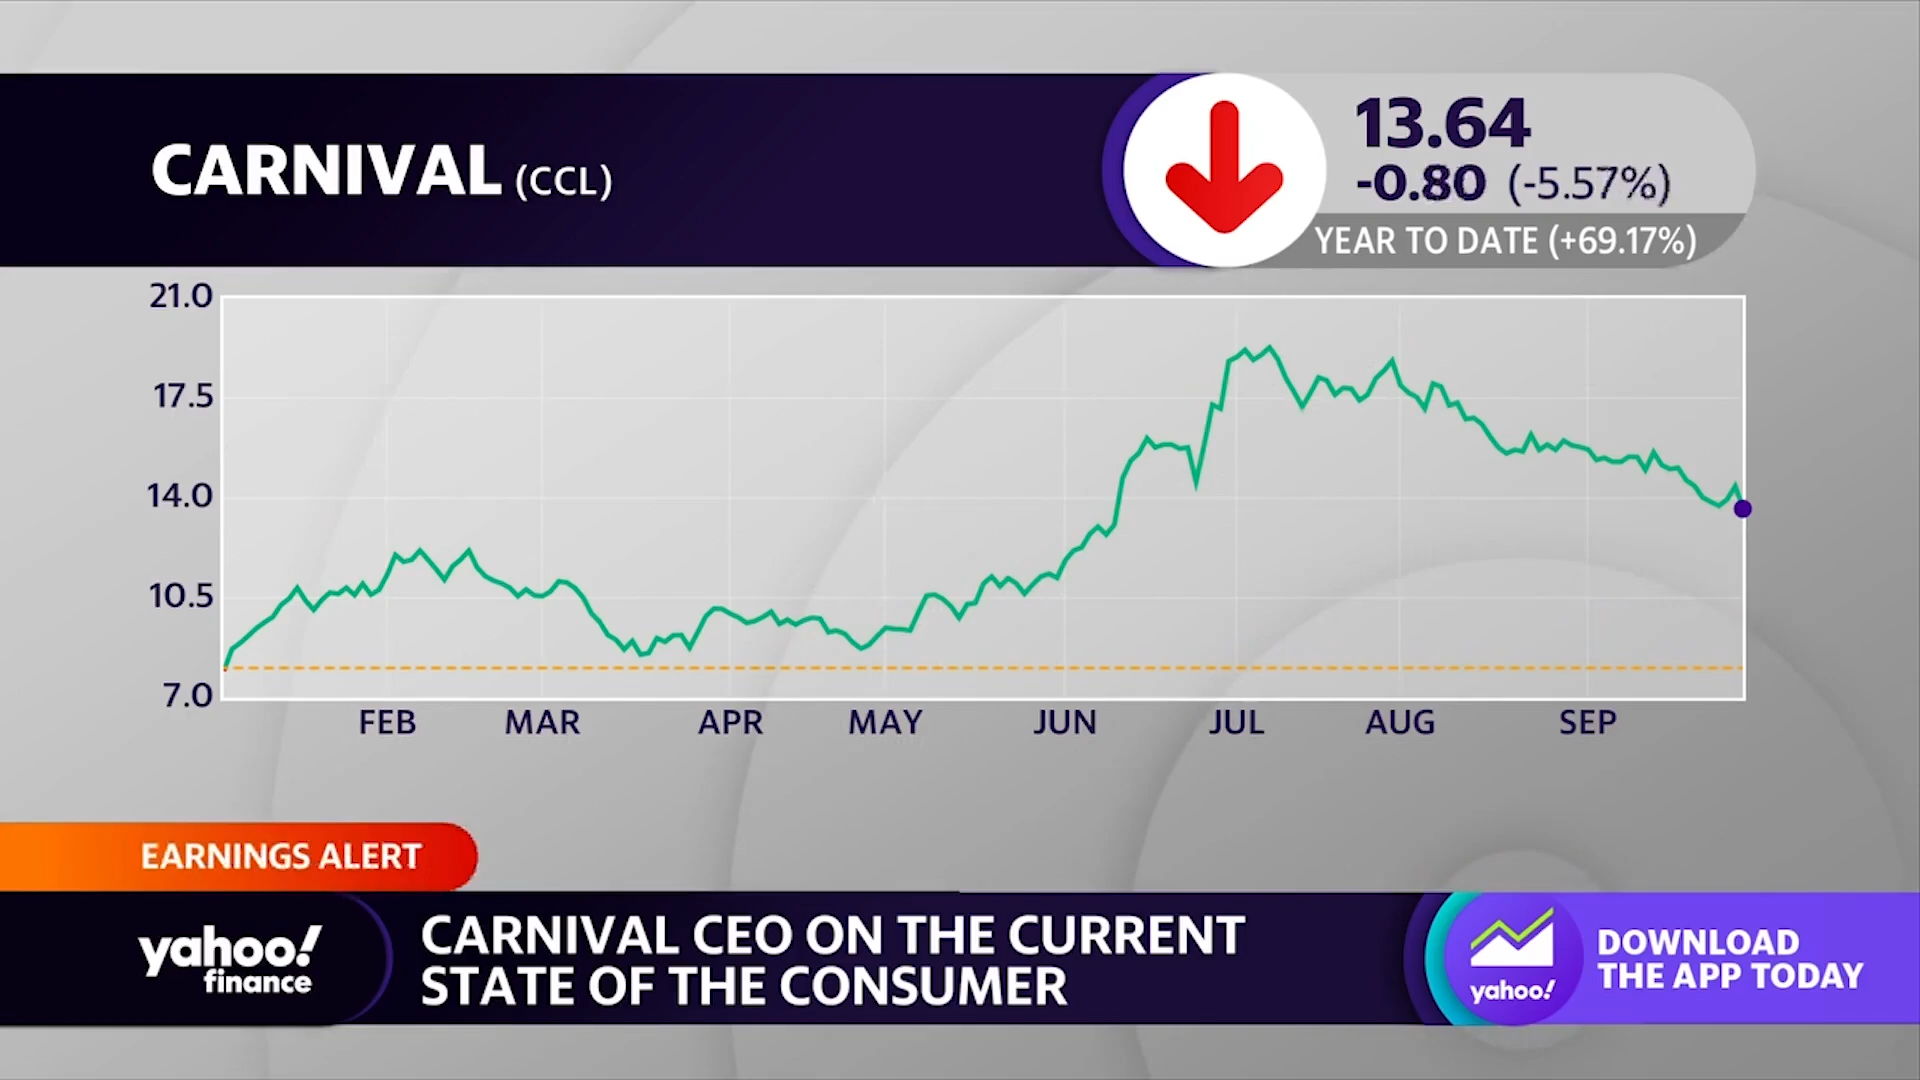 CARNIVAL (CCL)
13.64
-0.80 (-5.57%)
YEAR TO DATE (+69.17%)
21.0
17.5
14.0
10.5
7.0
FEB MAR APR MAY JUN JUL AUG SEP
EARNINGS ALERT
yahoo!
finance
CARNIVAL CEO ON THE CURRENT
STATE OF THE CONSUMER
yahoo!
DOWNLOAD
THE APP TODAY